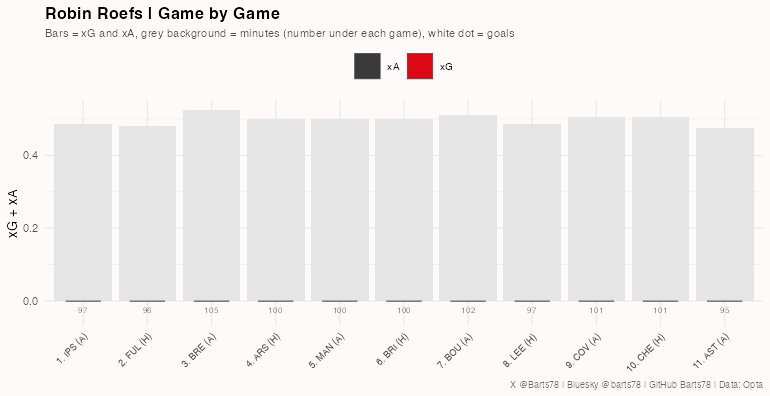 Robin Roefs | Game by Game
Bars = xG and xA, grey background = minutes (number under each game), white dot = goals
xA xG
xG + xA
0.4
0.2
0.0
97 96 105 100 100 100 102 97 101 101 95
1. IPS (A)
2. FUL (H)
3. BRE (A)
4. ARS (H)
5. MAN (A)
6. BRI (H)
7. BOU (A)
8. LEE (H)
9. COV (A)
10. CHE (H)
11. AST (A)
X @Barts78 | Bluesky @barts78 | GitHub Barts78 | Data: Opta